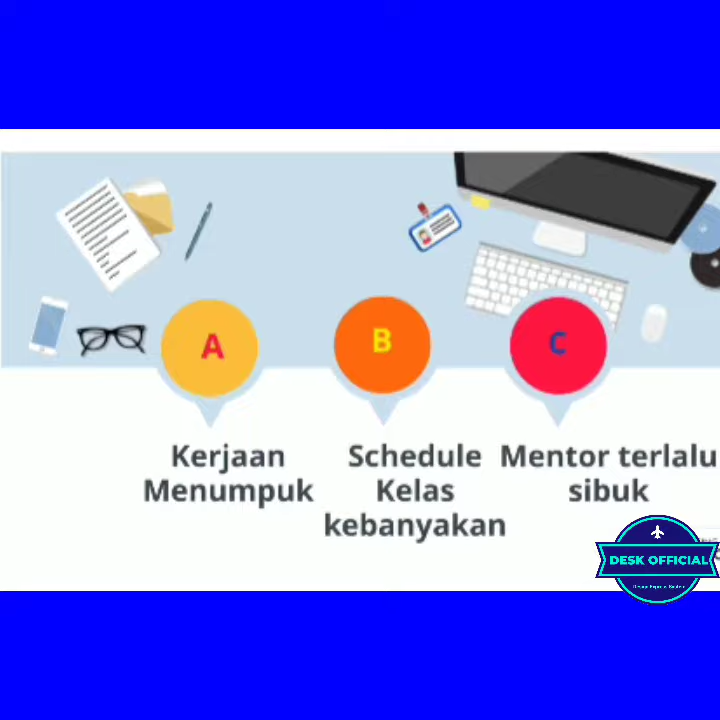 A
B
C
Kerjaan
Menumpuk
Schedule
Kelas
kebanyakan
Mentor terlalu
sibuk
DESK OFFICIAL